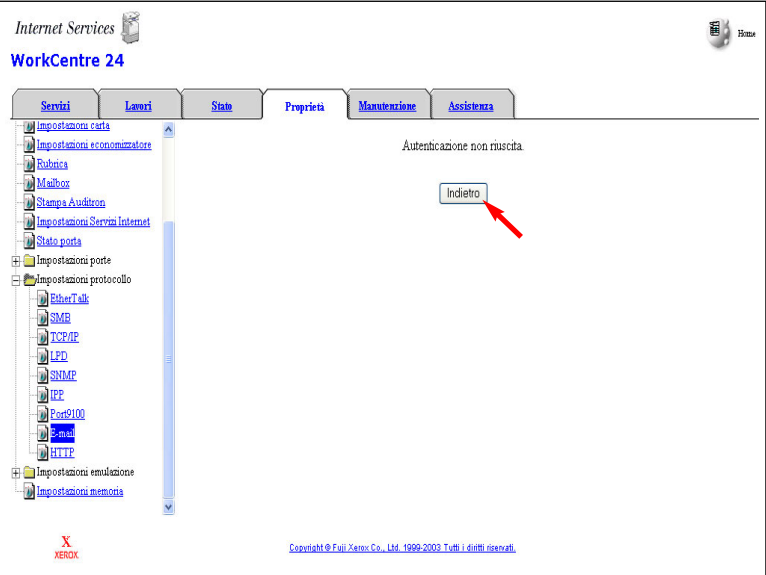 Internet Services
Home
WorkCentre 24
Servizi
Lavori
Stato
Proprietà
Manutenzione
Assistenza
Impostazioni carta
Impostazioni economizzatore
Rubrica
Mailbox
Stampa Auditron
Impostazioni Servizi Internet
Stato porta
Impostazioni porte
Impostazioni protocollo
EtherTalk
SMB
TCP/IP
LPD
SNMP
IPP
Port9100
E-mail
HTTP
Impostazioni emulazione
Impostazioni memoria
Autenticazione non riuscita.
Indietro
X
XEROX
Copyright © Fuji Xerox Co., Ltd. 1999-2003 Tutti i diritti riservati.